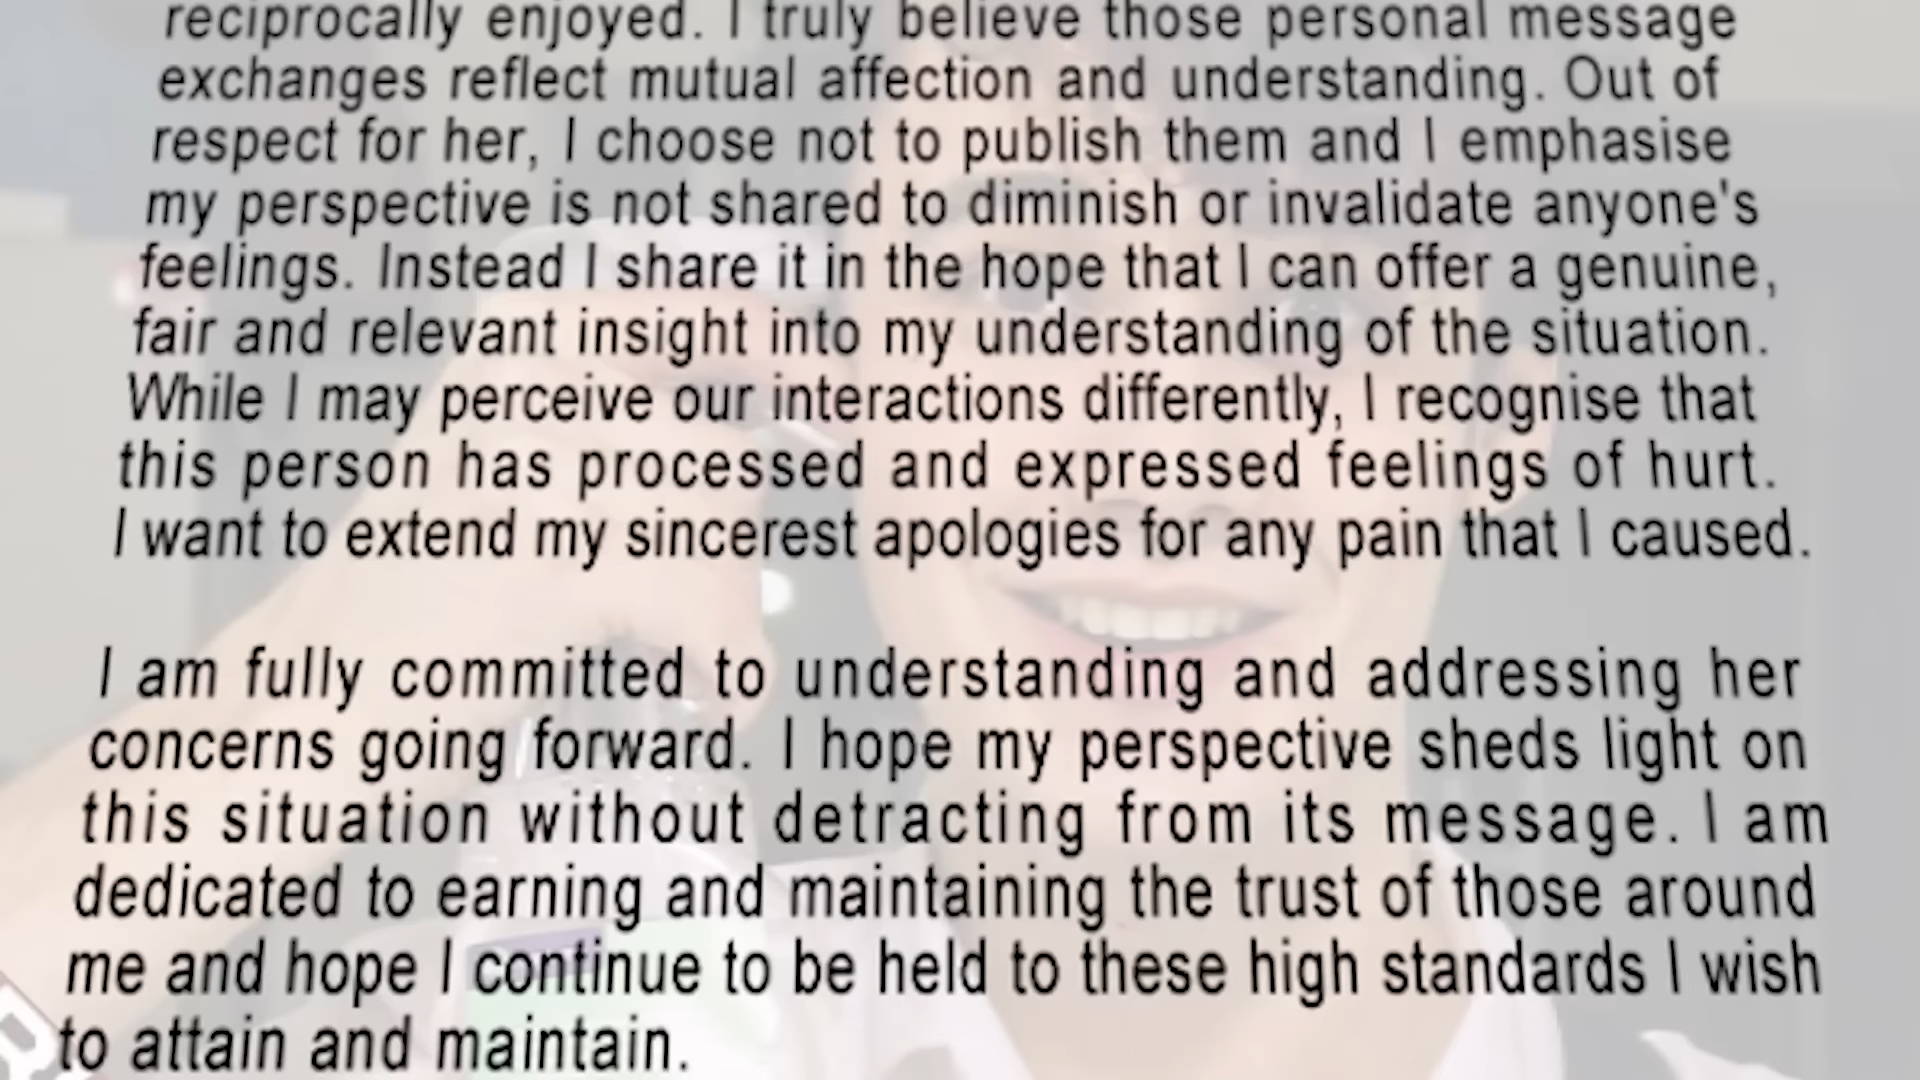 reciprocally enjoyed. I truly believe those personal message
exchanges reflect mutual affection and understanding. Out of
respect for her, I choose not to publish them and I emphasise
my perspective is not shared to diminish or invalidate anyone's
feelings. Instead I share it in the hope that I can offer a genuine,
fair and relevant insight into my understanding of the situation.
While I may perceive our interactions differently, I recognise that
this person has processed and expressed feelings of hurt.
I want to extend my sincerest apologies for any pain that I caused.
I am fully committed to understanding and addressing her
concerns going forward. I hope my perspective sheds light on
this situation without detracting from its message. I am
dedicated to earning and maintaining the trust of those around
me and hope I continue to be held to these high standards I wish
to attain and maintain.